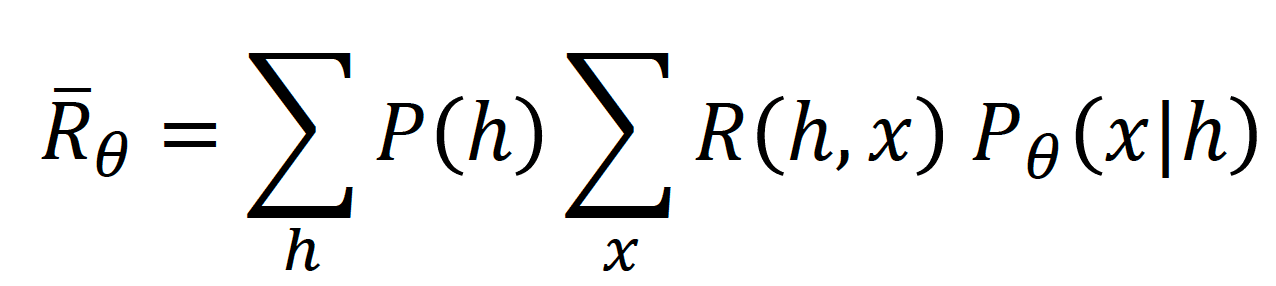 R̄_θ = ∑_h P(h) ∑_x R(h, x) P_θ(x|h)